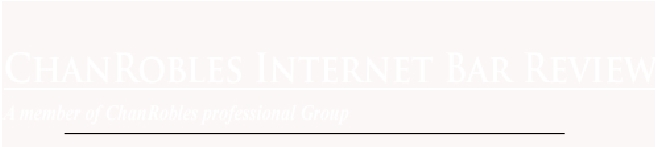 CHANROBLES INTERNET BAR REVIEW
A member of ChanRobles professional Group